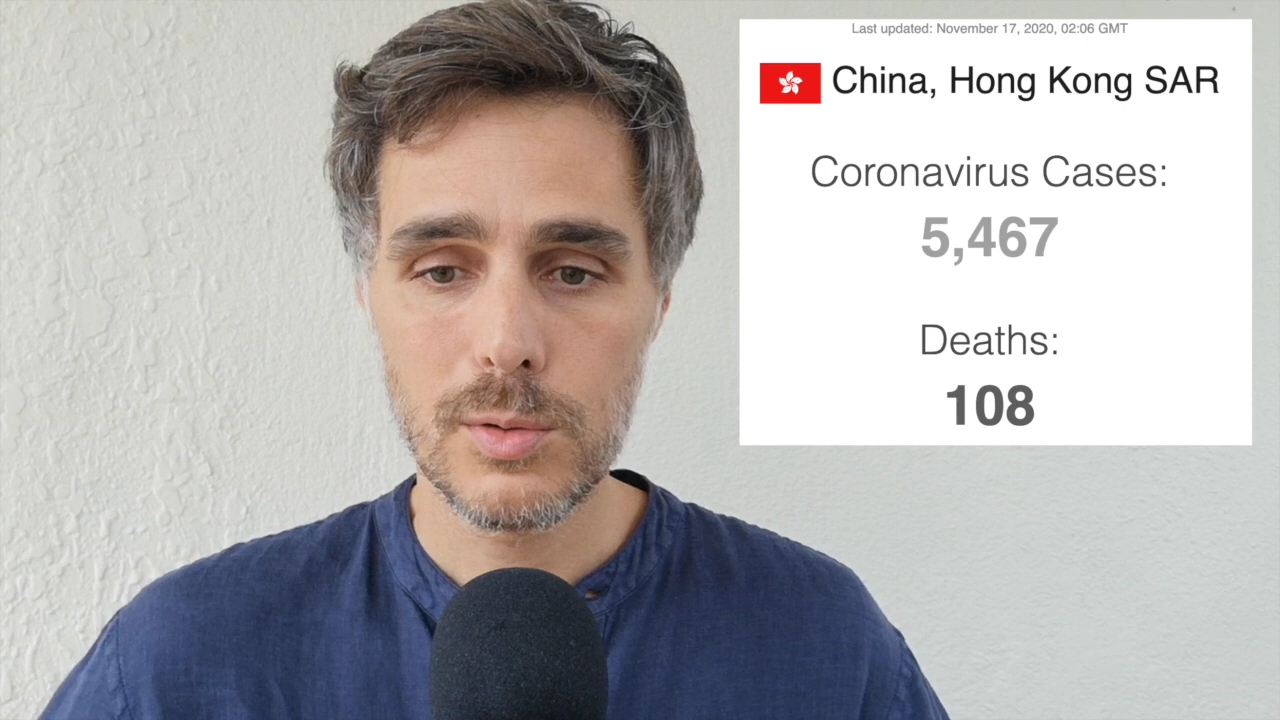 Last updated: November 17, 2020, 02:06 GMT
China, Hong Kong SAR
Coronavirus Cases:
5,467
Deaths:
108